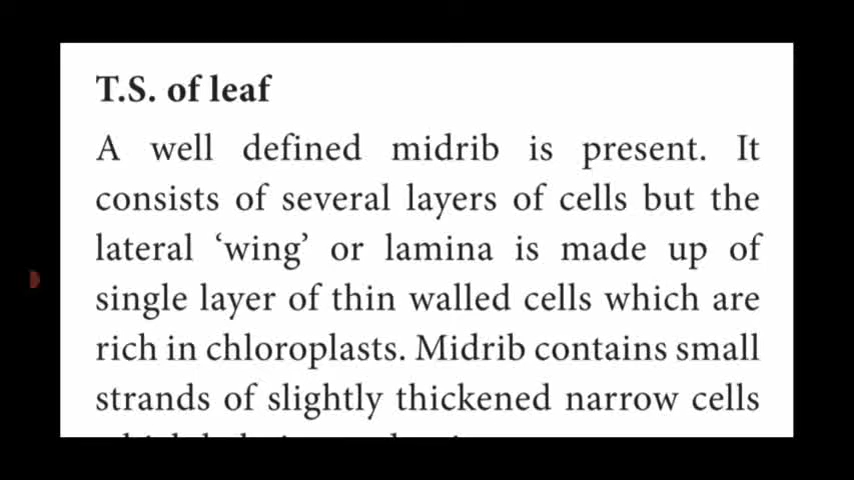 T.S. of leaf
A well defined midrib is present. It
consists of several layers of cells but the
lateral ‘wing’ or lamina is made up of
single layer of thin walled cells which are
rich in chloroplasts. Midrib contains small
strands of slightly thickened narrow cells